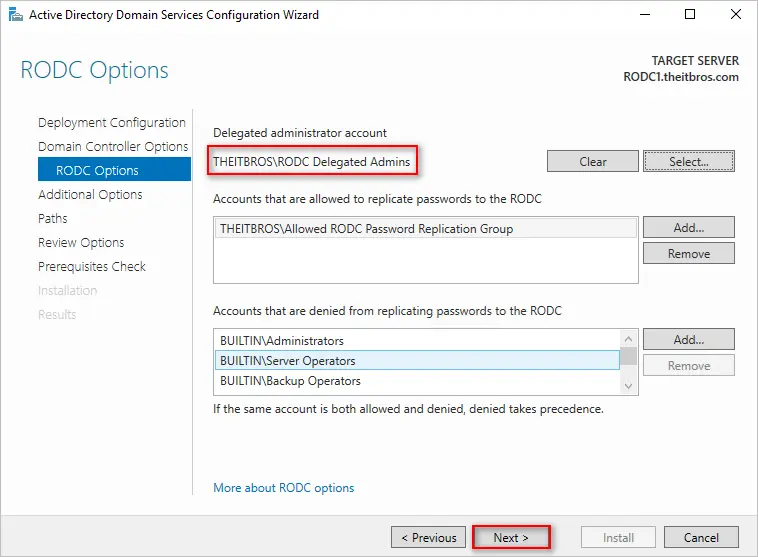 Active Directory Domain Services Configuration Wizard
RODC Options
TARGET SERVER
RODC1.theitbros.com
Deployment Configuration
Domain Controller Options
RODC Options
Additional Options
Paths
Review Options
Prerequisites Check
Installation
Results
Delegated administrator account
THEITBROS\RODC Delegated Admins
Clear
Select...
Accounts that are allowed to replicate passwords to the RODC
THEITBROS\Allowed RODC Password Replication Group
Add...
Remove
Accounts that are denied from replicating passwords to the RODC
BUILTIN\Administrators
BUILTIN\Server Operators
BUILTIN\Backup Operators
Add...
Remove
If the same account is both allowed and denied, denied takes precedence.
More about RODC options
< Previous
Next >
Install
Cancel